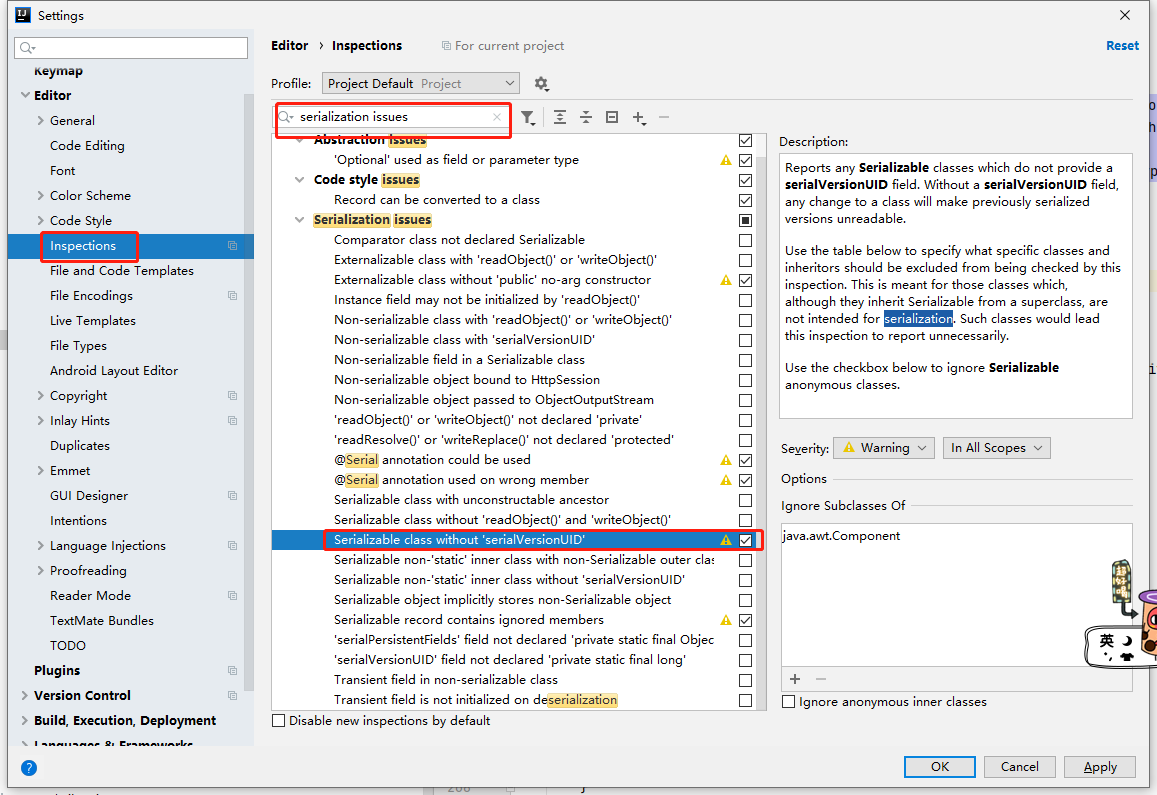 Settings
Keymap
Editor
General
Code Editing
Font
Color Scheme
Code Style
Inspections
File and Code Templates
File Encodings
Live Templates
File Types
Android Layout Editor
Copyright
Inlay Hints
Duplicates
Emmet
GUI Designer
Intentions
Language Injections
Proofreading
Reader Mode
TextMate Bundles
TODO
Plugins
Version Control
Build, Execution, Deployment
Languages & Frameworks
Editor › Inspections
For current project
Reset
Profile:
Project Default Project
serialization issues
Abstraction issues
'Optional' used as field or parameter type
Code style issues
Record can be converted to a class
Serialization issues
Comparator class not declared Serializable
Externalizable class with 'readObject()' or 'writeObject()'
Externalizable class without 'public' no-arg constructor
Instance field may not be initialized by 'readObject()'
Non-serializable class with 'readObject()' or 'writeObject()'
Non-serializable class with 'serialVersionUID'
Non-serializable field in a Serializable class
Non-serializable object bound to HttpSession
Non-serializable object passed to ObjectOutputStream
'readObject()' or 'writeObject()' not declared 'private'
'readResolve()' or 'writeReplace()' not declared 'protected'
@Serial annotation could be used
@Serial annotation used on wrong member
Serializable class with unconstructable ancestor
Serializable class without 'readObject()' and 'writeObject()'
Serializable class without 'serialVersionUID'
Serializable non-'static' inner class with non-Serializable outer clas
Serializable non-'static' inner class without 'serialVersionUID'
Serializable object implicitly stores non-Serializable object
Serializable record contains ignored members
'serialPersistentFields' field not declared 'private static final Objec
'serialVersionUID' field not declared 'private static final long'
Transient field in non-serializable class
Transient field is not initialized on deserialization
Disable new inspections by default
Description:
Reports any Serializable classes which do not provide a
serialVersionUID field. Without a serialVersionUID field,
any change to a class will make previously serialized
versions unreadable.
Use the table below to specify what specific classes and
inheritors should be excluded from being checked by this
inspection. This is meant for those classes which,
although they inherit Serializable from a superclass, are
not intended for serialization. Such classes would lead
this inspection to report unnecessarily.
Use the checkbox below to ignore Serializable
anonymous classes.
Severity:
Warning
In All Scopes
Options
Ignore Subclasses Of
java.awt.Component
英
Ignore anonymous inner classes
OK
Cancel
Apply